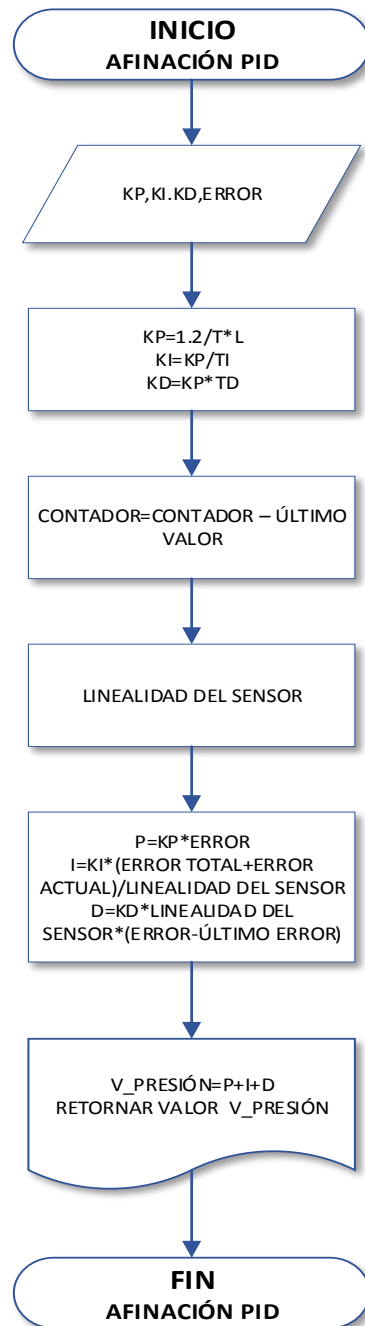 INICIO
AFINACIÓN PID
KP,KI.KD,ERROR
KP=1.2/T*L
KI=KP/TI
KD=KP*TD
CONTADOR=CONTADOR – ÚLTIMO
VALOR
LINEALIDAD DEL SENSOR
P=KP*ERROR
I=KI*(ERROR TOTAL+ERROR
ACTUAL)/LINEALIDAD DEL SENSOR
D=KD*LINEALIDAD DEL
SENSOR*(ERROR-ÚLTIMO ERROR)
V_PRESIÓN=P+I+D
RETORNAR VALOR V_PRESIÓN
FIN
AFINACIÓN PID